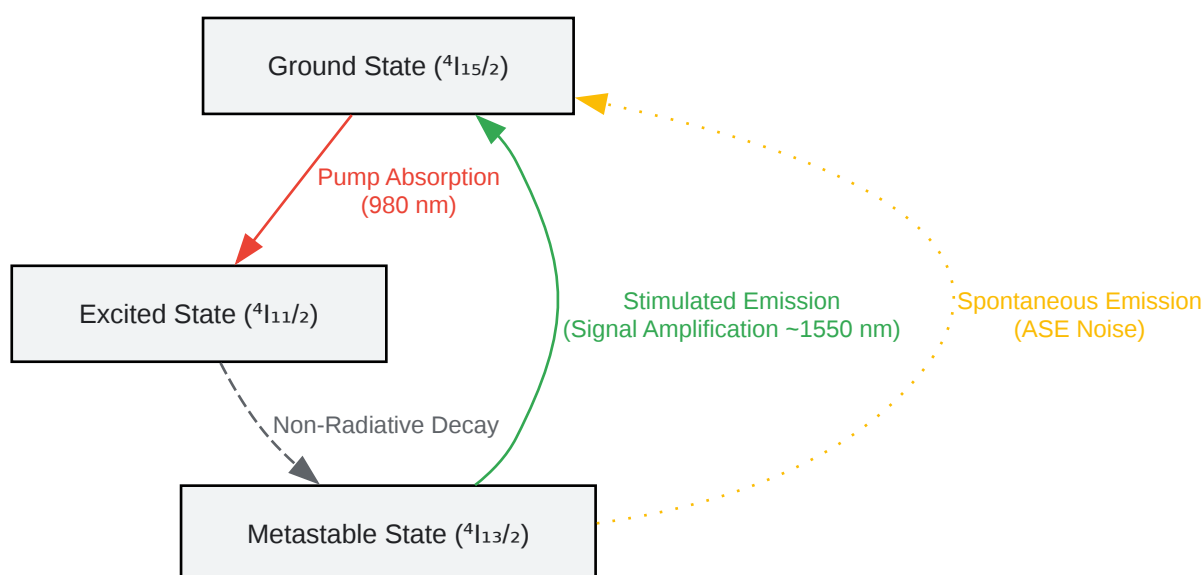 Ground State (⁴I₁₅/₂)
Pump Absorption
(980 nm)
Excited State (⁴I₁₁/₂)
Stimulated Emission
(Signal Amplification ~1550 nm)
Spontaneous Emission
(ASE Noise)
Non-Radiative Decay
Metastable State (⁴I₁₃/₂)